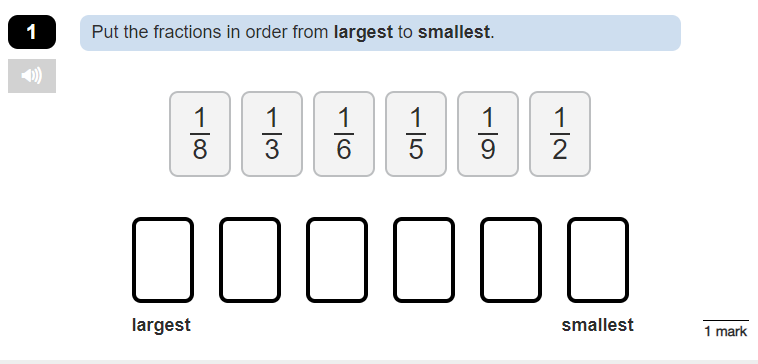 1
Put the fractions in order from largest to smallest.
1 1 1 1 1 1
8 3 6 5 9 2
largest smallest
1 mark